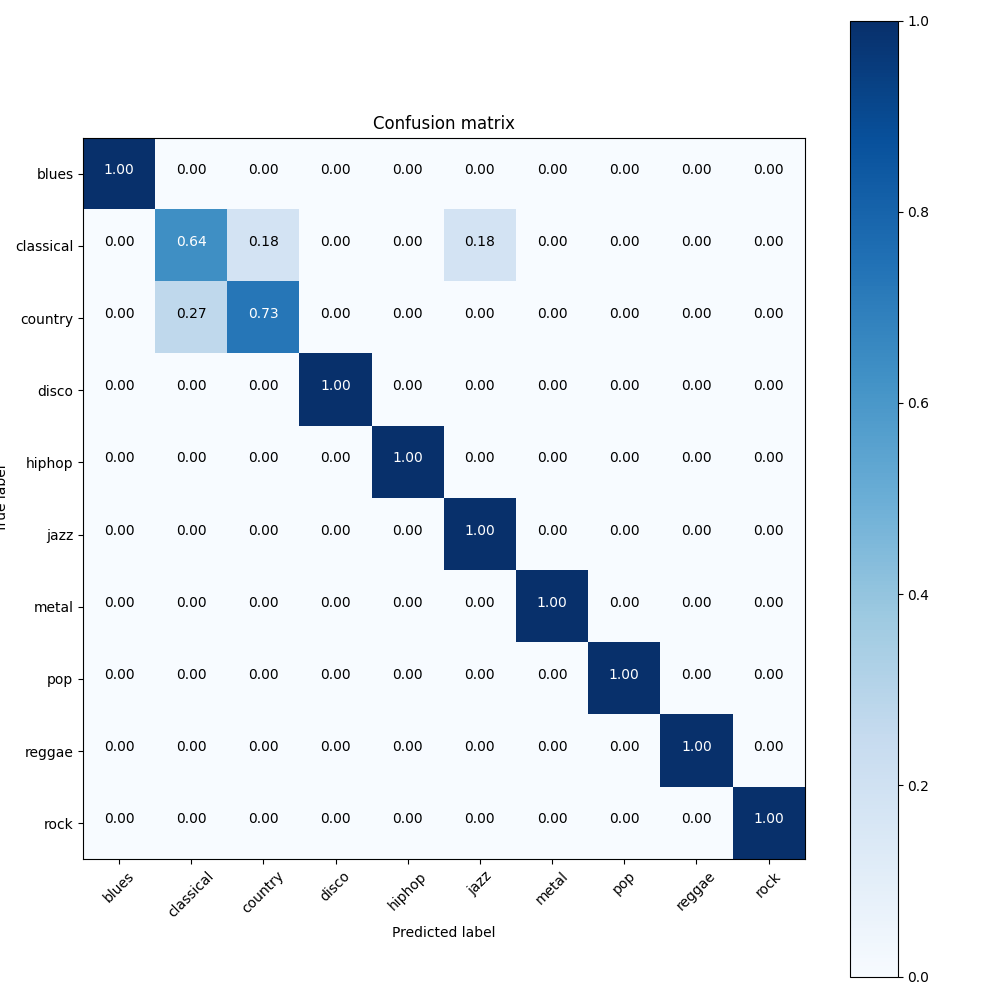 Confusion matrix
blues 1.00 0.00 0.00 0.00 0.00 0.00 0.00 0.00 0.00 0.00
classical 0.00 0.64 0.18 0.00 0.00 0.18 0.00 0.00 0.00 0.00
country 0.00 0.27 0.73 0.00 0.00 0.00 0.00 0.00 0.00 0.00
disco 0.00 0.00 0.00 1.00 0.00 0.00 0.00 0.00 0.00 0.00
hiphop 0.00 0.00 0.00 0.00 1.00 0.00 0.00 0.00 0.00 0.00
jazz 0.00 0.00 0.00 0.00 0.00 1.00 0.00 0.00 0.00 0.00
metal 0.00 0.00 0.00 0.00 0.00 0.00 1.00 0.00 0.00 0.00
pop 0.00 0.00 0.00 0.00 0.00 0.00 0.00 1.00 0.00 0.00
reggae 0.00 0.00 0.00 0.00 0.00 0.00 0.00 0.00 1.00 0.00
rock 0.00 0.00 0.00 0.00 0.00 0.00 0.00 0.00 0.00 1.00
blues classical country disco hiphop jazz metal pop reggae rock
Predicted label
True label
1.0
0.8
0.6
0.4
0.2
0.0